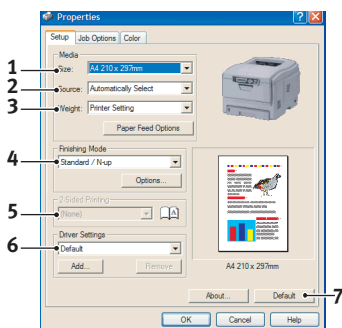 Properties
Setup Job Options Color
Media
1 Size: A4 210 x 297mm
2 Source: Automatically Select
3 Weight: Printer Setting
Paper Feed Options
Finishing Mode
4 Standard / N-up
Options...
2-Sided Printing
5 (None)
A
Driver Settings
6 Default
Add... Remove
A4 210 x 297mm
About... Default 7
OK Cancel Help